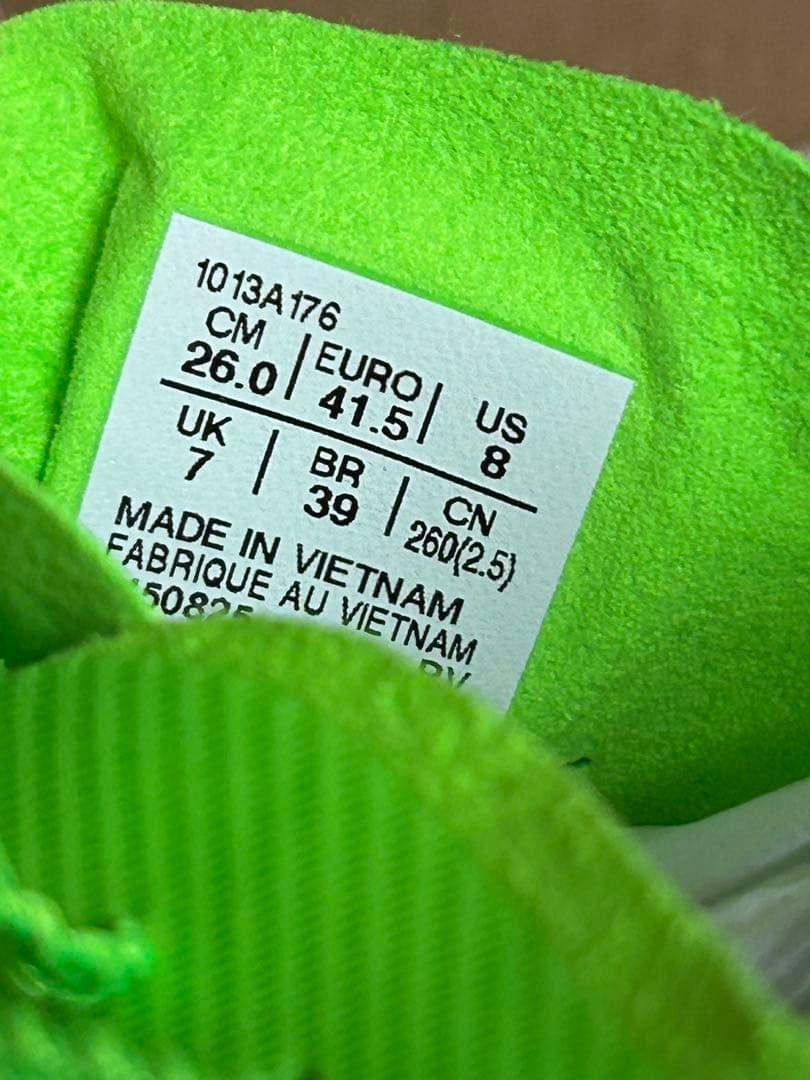 1013A176
CM | EURO | US
26.0 | 41.5 | 8
UK | BR | CN
7 | 39 | 260(2.5)
MADE IN VIETNAM
FABRIQUE AU VIETNAM